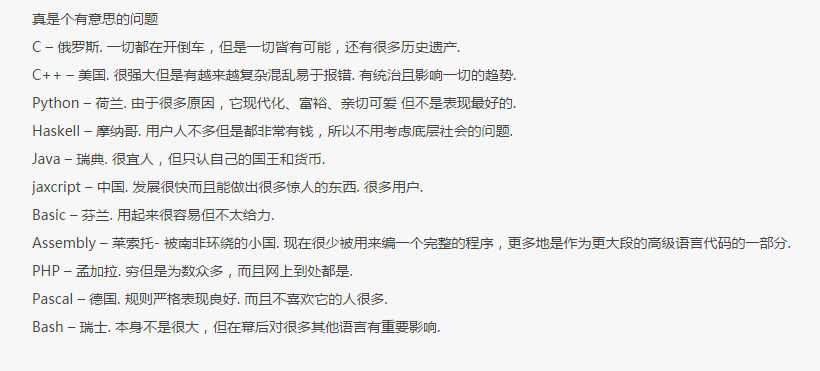 真是个有意思的问题
C – 俄罗斯. 一切都在开倒车，但是一切皆有可能，还有很多历史遗产.
C++ – 美国. 很强大但是有越来越复杂混乱易于报错. 有统治且影响一切的趋势.
Python – 荷兰. 由于很多原因，它现代化、富裕、亲切可爱 但不是表现最好的.
Haskell – 摩纳哥. 用户人不多但是都非常有钱，所以不用考虑底层社会的问题.
Java – 瑞典. 很宜人，但只认自己的国王和货币.
jaxcript – 中国. 发展很快而且能做出很多惊人的东西. 很多用户.
Basic – 芬兰. 用起来很容易但不太给力.
Assembly – 莱索托- 被南非环绕的小国. 现在很少被用来编一个完整的程序，更多地是作为更大段的高级语言代码的一部分.
PHP – 孟加拉. 穷但是为数众多，而且网上到处都是.
Pascal – 德国. 规则严格表现良好. 而且不喜欢它的人很多.
Bash – 瑞士. 本身不是很大，但在幕后对很多其他语言有重要影响.